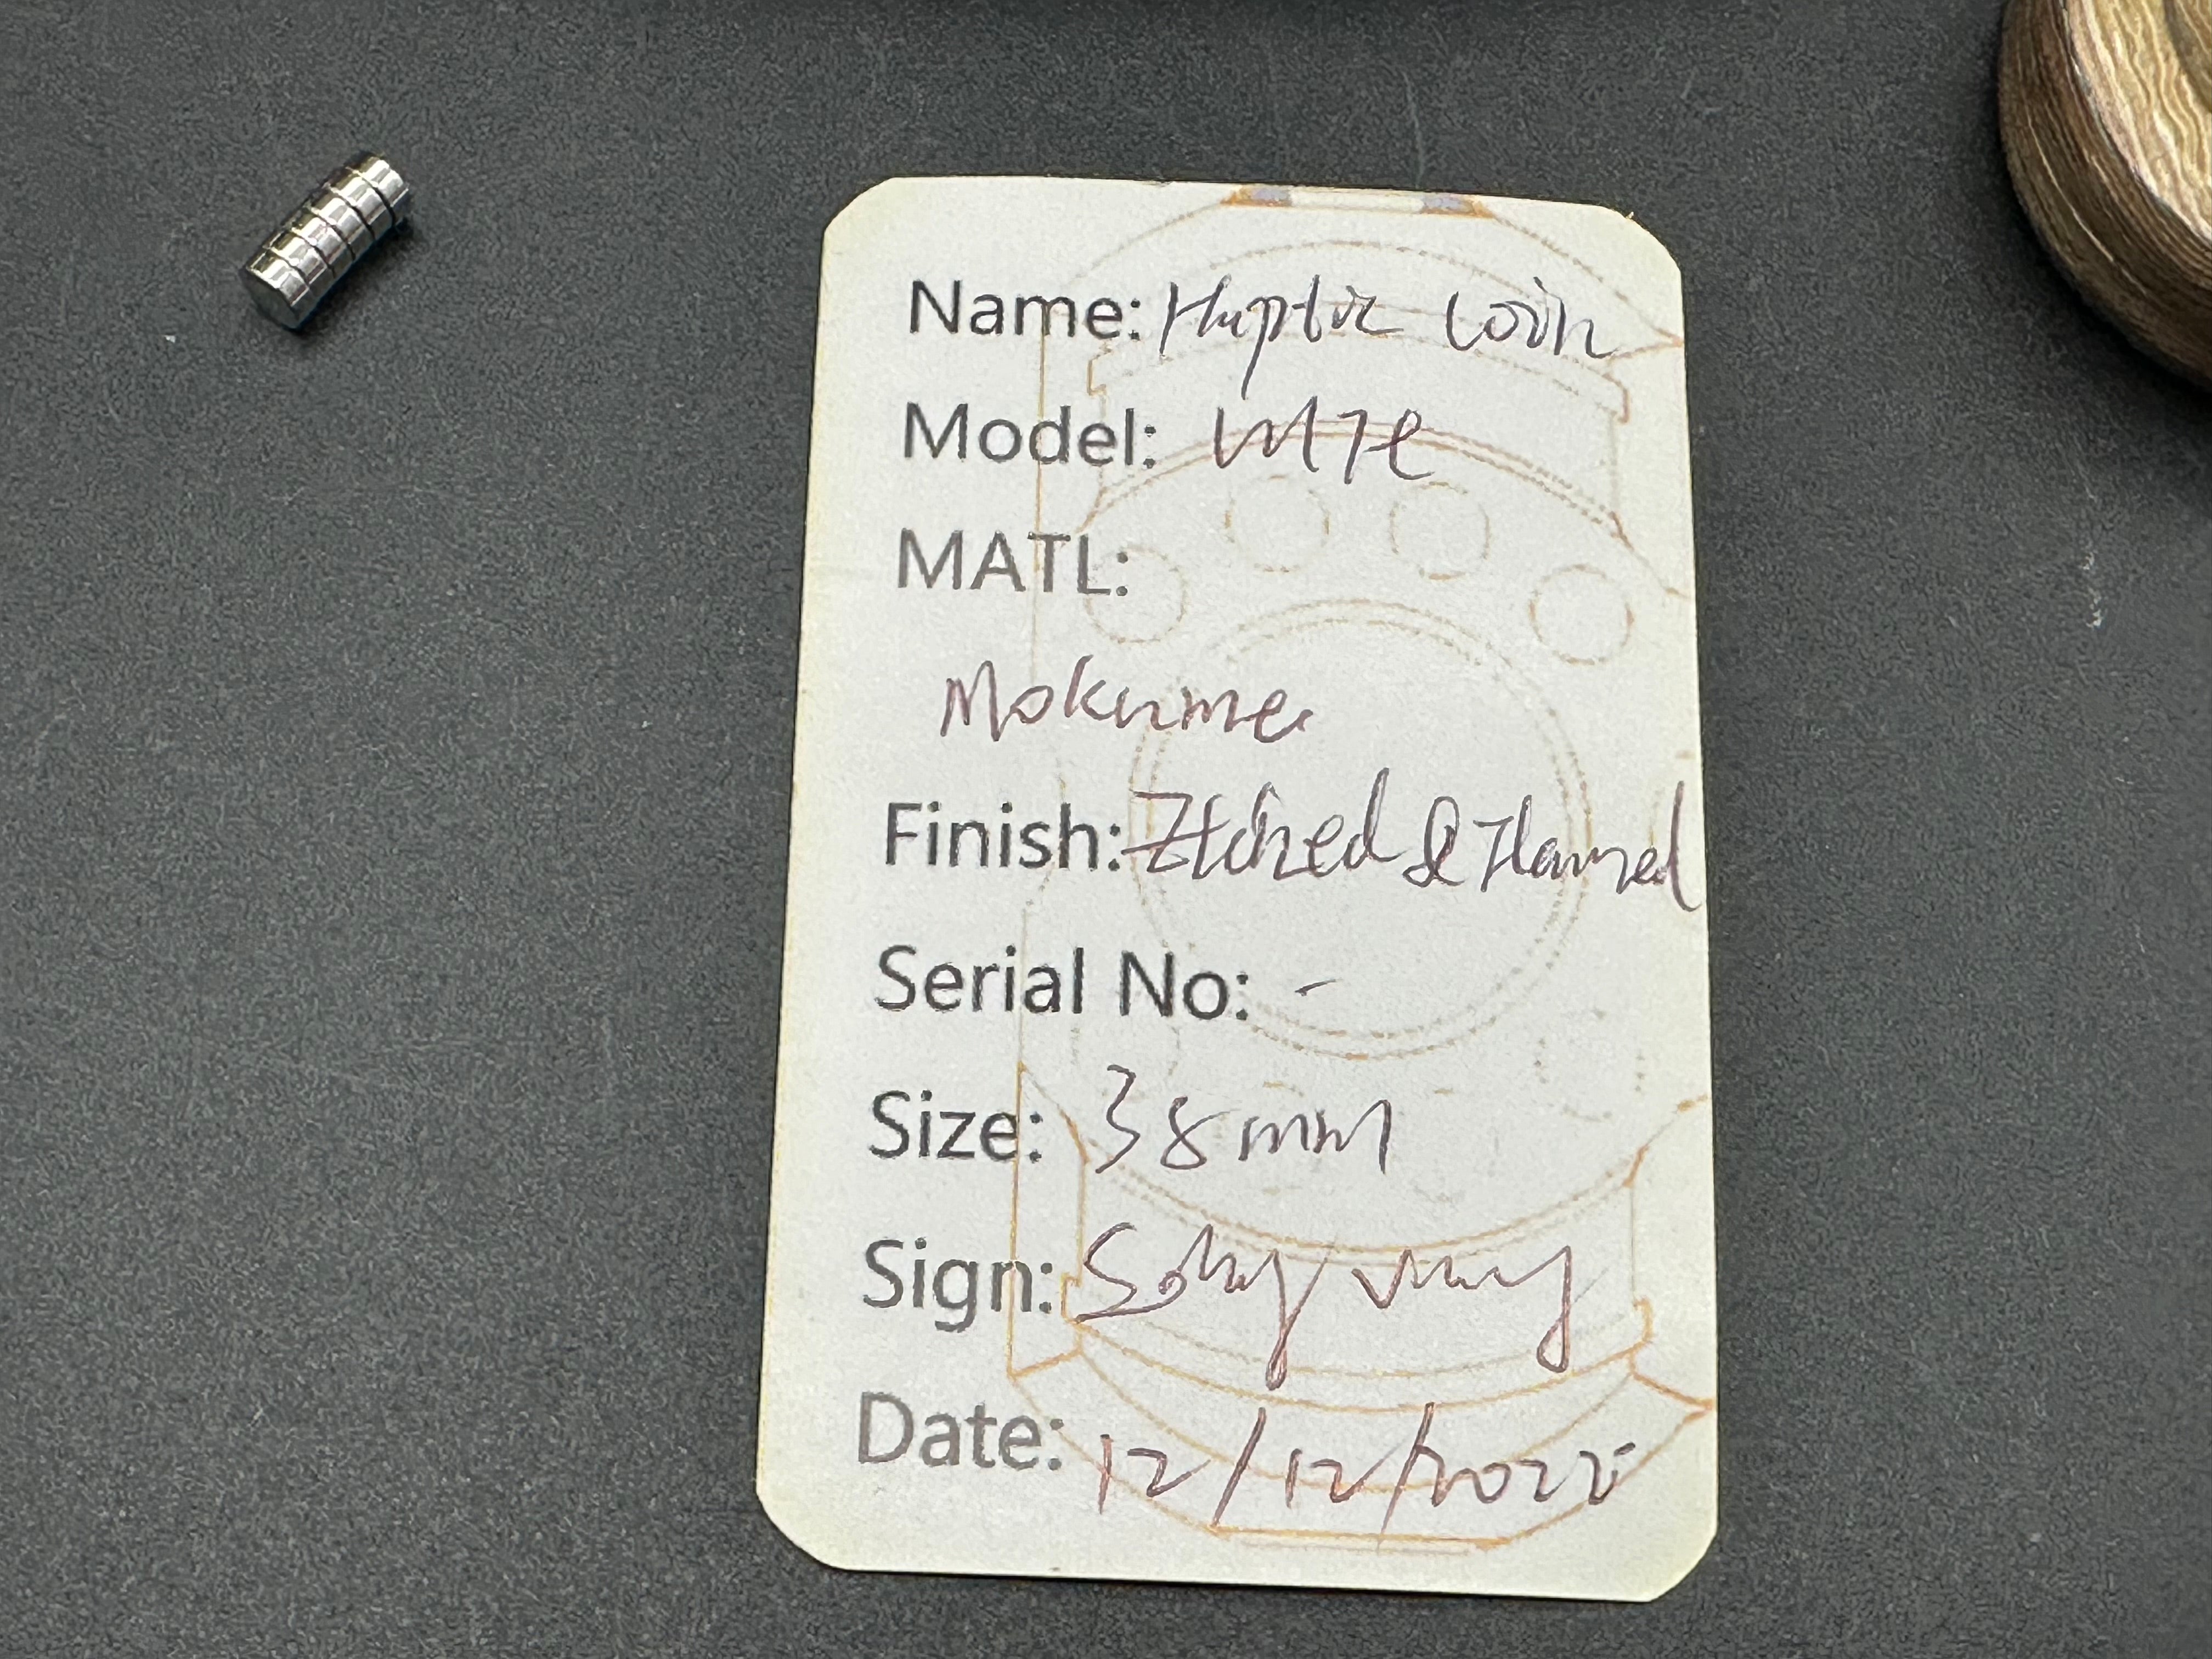 Name: Haptic Coin
Model: M7E
MATL:
Mokume
Finish: Etched & Flamed
Serial No: -
Size: 38mm
Sign:
Date: 12/12/2022